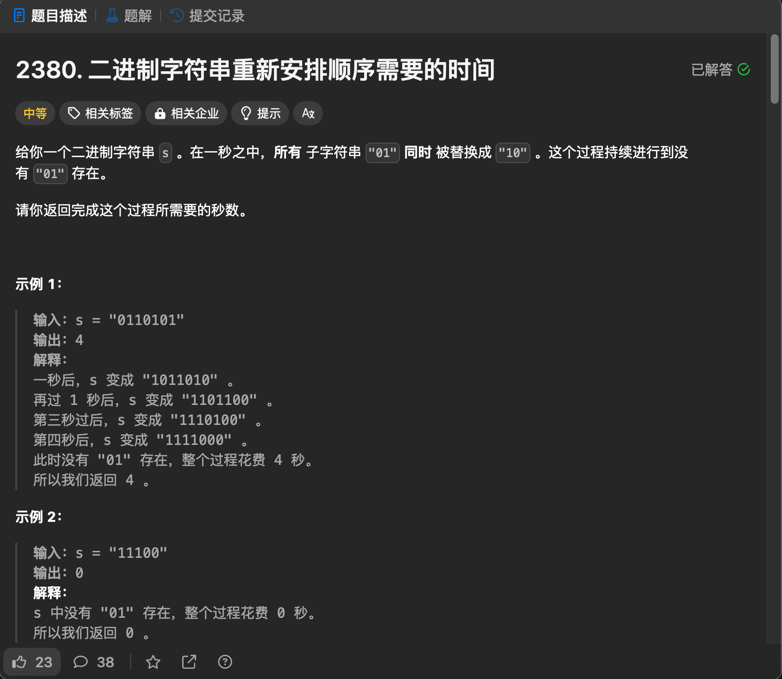 题目描述 | 题解 | 提交记录
2380. 二进制字符串重新安排顺序需要的时间
已解答
中等 相关标签 相关企业 提示 Ax
给你一个二进制字符串 s 。在一秒之中，所有 子字符串 "01" 同时 被替换成 "10" 。这个过程持续进行到没
有 "01" 存在。
请你返回完成这个过程所需要的秒数。
示例 1：
输入：s = "0110101"
输出：4
解释：
一秒后，s 变成 "1011010" 。
再过 1 秒后，s 变成 "1101100" 。
第三秒过后，s 变成 "1110100" 。
第四秒后，s 变成 "1111000" 。
此时没有 "01" 存在，整个过程花费 4 秒。
所以我们返回 4 。
示例 2：
输入：s = "11100"
输出：0
解释：
s 中没有 "01" 存在，整个过程花费 0 秒。
所以我们返回 0 。
23 38